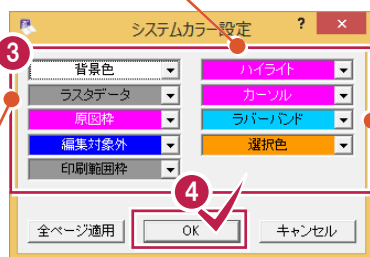 システムカラー設定 ? ×
3
背景色 ハイライト
ラスタデータ カーソル
原図枠 ラバーバンド
編集対象外 選択色
印刷範囲枠
4
全ページ適用 OK キャンセル